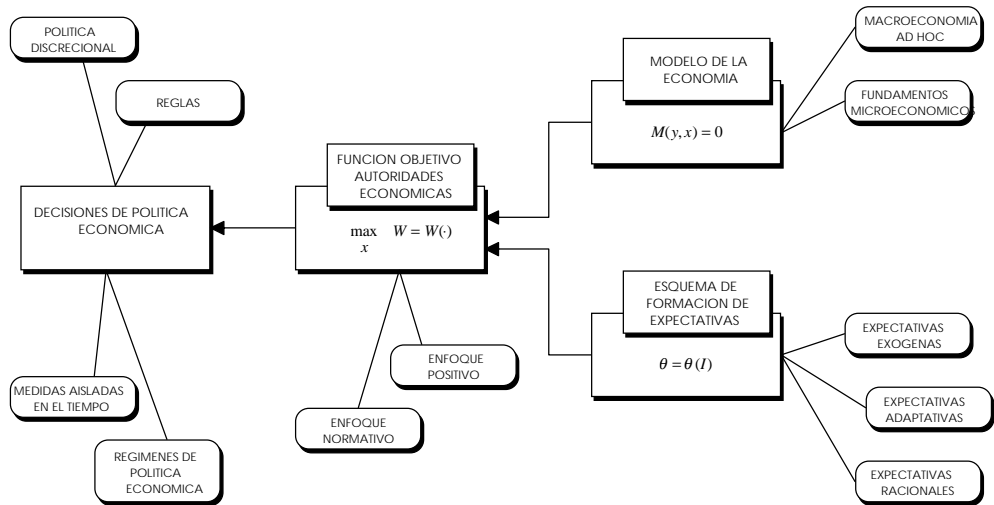 POLITICA
DISCRECIONAL
REGLAS
DECISIONES DE POLITICA
ECONOMICA
MEDIDAS AISLADAS
EN EL TIEMPO
REGIMENES DE
POLITICA
ECONOMICA
FUNCION OBJETIVO
AUTORIDADES
ECONOMICAS
max W = W(·)
x
ENFOQUE
POSITIVO
ENFOQUE
NORMATIVO
MODELO DE LA
ECONOMIA
M(y,x) = 0
MACROECONOMIA
AD HOC
FUNDAMENTOS
MICROECONOMICOS
ESQUEMA DE
FORMACION DE
EXPECTATIVAS
θ = θ(I)
EXPECTATIVAS
EXOGENAS
EXPECTATIVAS
ADAPTATIVAS
EXPECTATIVAS
RACIONALES